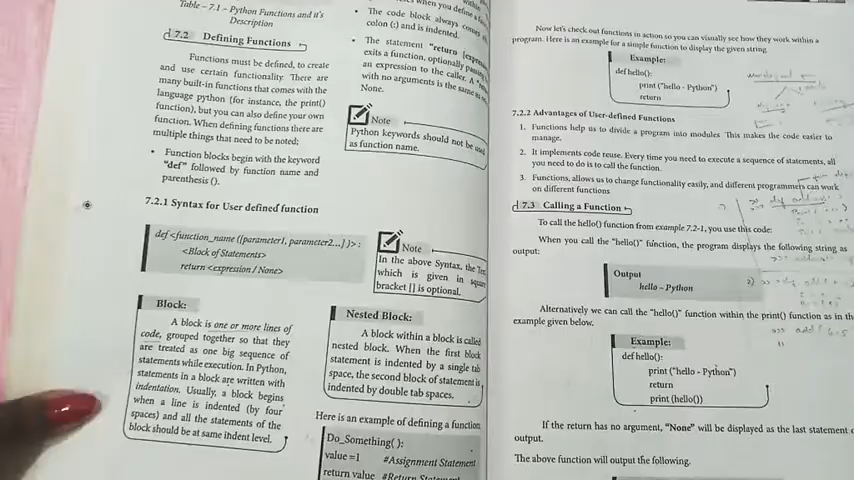 Table - 7.1 - Python Functions and it's
Description
7.2 Defining Functions
Functions must be defined, to create
and use certain functionality. There are
many built-in functions that comes with the
language python (for instance, the print()
function), but you can also define your own
function. When defining functions there are
multiple things that need to be noted;
• Function blocks begin with the keyword
"def" followed by function name and
parenthesis ().
when you define a
• The code block always comes
colon (:) and is indented.
• The statement "return
exits a function, optionally
an expression to the caller. A
with no arguments is the same as
None.
Note
Python keywords should not be used
as function name.
7.2.1 Syntax for User defined function
def <function_name ([parameter1, parameter2...] )> :
<Block of Statements>
return <expression / None>
Note
In the above Syntax, the
which is given in square
bracket [] is optional.
Block:
A block is one or more lines of
code, grouped together so that they
are treated as one big sequence of
statements while execution. In Python,
statements in a block are written with
indentation. Usually, a block begins
when a line is indented (by four
spaces) and all the statements of the
block should be at same indent level.
Nested Block:
A block within a block is called
nested block. When the first block
statement is indented by a single tab
space, the second block of statement is
indented by double tab spaces.
Here is an example of defining a function
Do_Something( ):
value =1 #Assignment Statement
return value #Return
Now let's check out functions in action so you can visually see how they work within a
program. Here is an example for a simple function to display the given string.
Example:
def hello():
print ("hello - Python")
return
7.2.2 Advantages of User-defined Functions
1. Functions help us to divide a program into modules. This makes the code easier to
manage.
2. It implements code reuse. Every time you need to execute a sequence of statements, all
you need to do is to call the function.
3. Functions, allows us to change functionality easily, and different programmers can work
on different functions
7.3 Calling a Function
To call the hello() function from example 7.2-1, you use this code:
When you call the "hello()" function, the program displays the following string as
output:
Output
hello – Python
Alternatively we can call the "hello()" function within the print() function as in the
example given below.
Example:
def hello():
print ("hello - Python")
return
print (hello())
If the return has no argument, "None" will be displayed as the last statement of
output.
The above function will output the following.